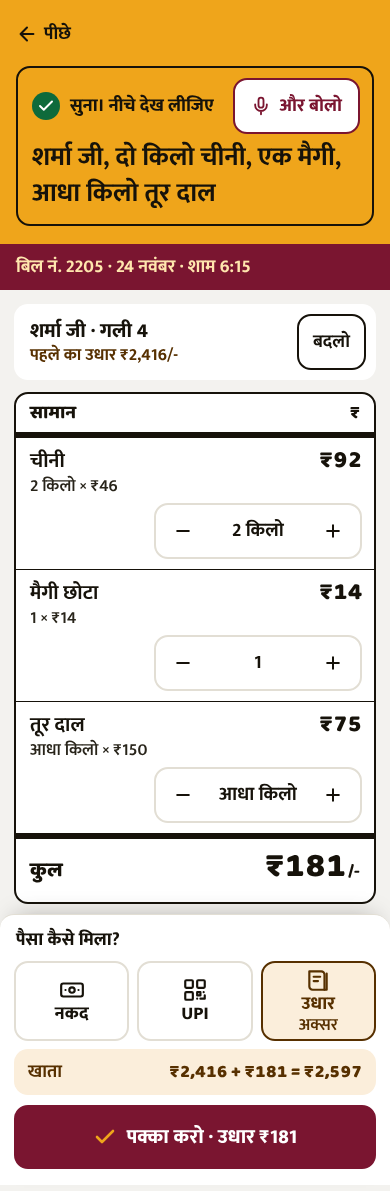 पीछे
सुना। नीचे देख लीजिए
और बोलो
शर्मा जी, दो किलो चीनी, एक मैगी,
आधा किलो तूर दाल
बिल नं. 2205 · 24 नवंबर · शाम 6:15
शर्मा जी · गली 4
पहले का उधार ₹2,416/-
बदलो
सामान ₹
चीनी ₹92
2 किलो × ₹46
− 2 किलो +
मैगी छोटा ₹14
1 × ₹14
− 1 +
तूर दाल ₹75
आधा किलो × ₹150
− आधा किलो +
कुल ₹181/-
पैसा कैसे मिला?
नकद
UPI
उधार
अक्सर
खाता ₹2,416 + ₹181 = ₹2,597
पक्का करो · उधार ₹181